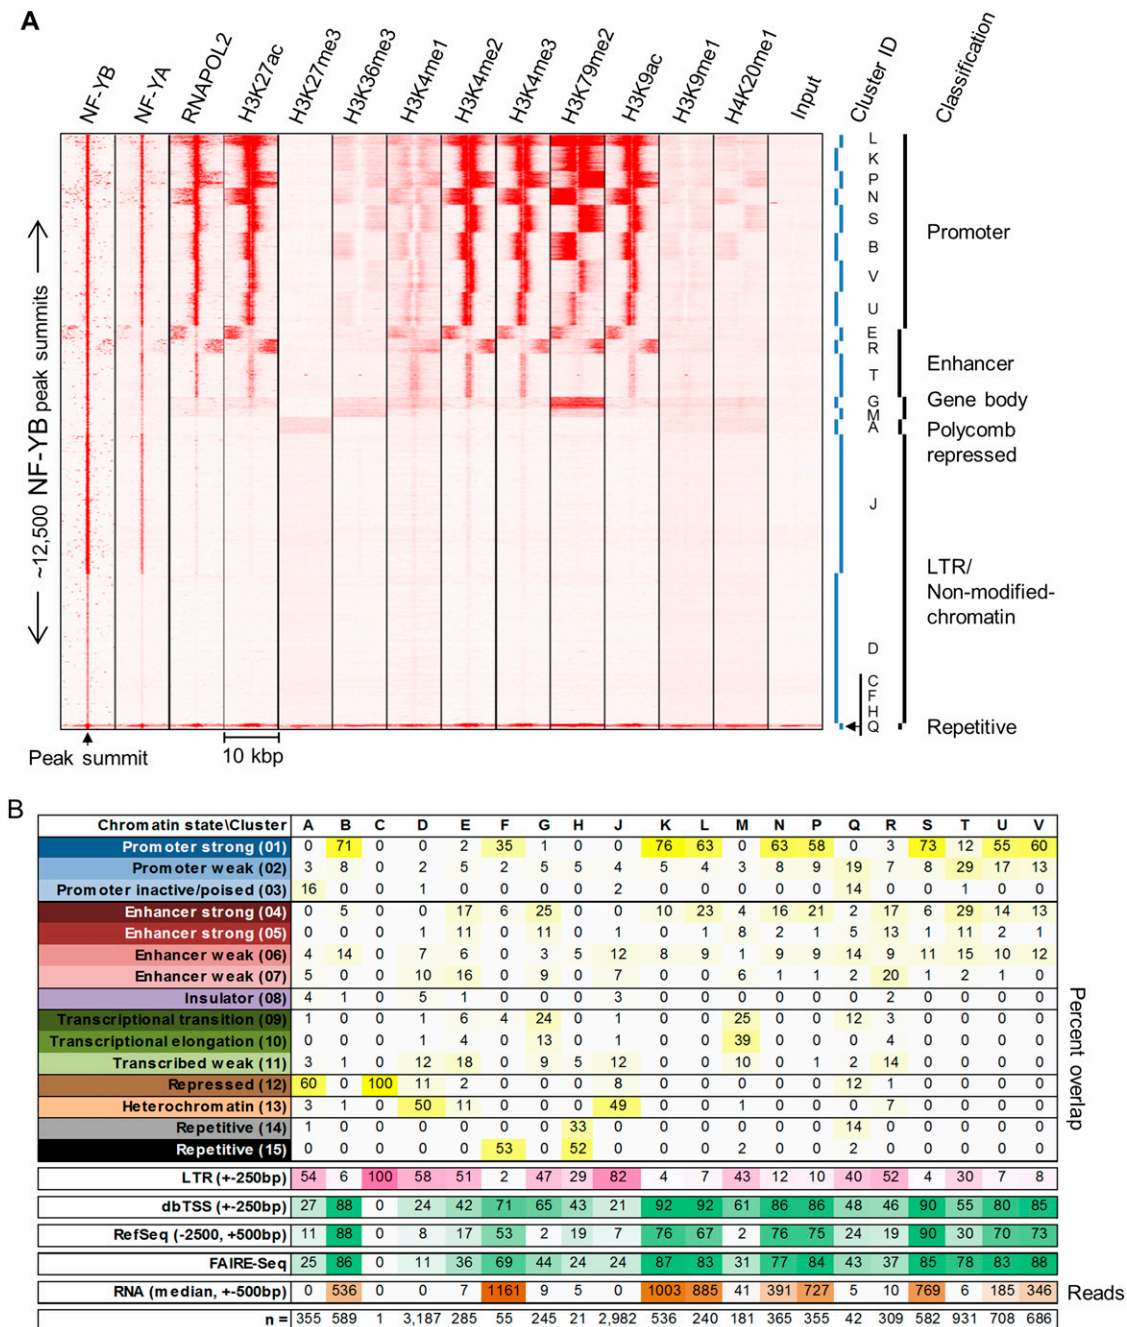 A
NF-YB NF-YA RNAPOL2 H3K27ac H3K27me3 H3K36me3 H3K4me1 H3K4me2 H3K4me3 H3K79me2 H3K9ac H3K9me1 H4K20me1 Input Cluster ID Classification
~12,500 NF-YB peak summits
L
K
P
N
S
B
V
U
E
R
T
G
M
A
J
D
C
F
H
Q
Promoter
Enhancer
Gene body
Polycomb
repressed
LTR/
Non-modified-
chromatin
Repetitive
Peak summit
10 kbp
B
Chromatin state\Cluster A B C D E F G H J K L M N P Q R S T U V
Promoter strong (01) 0 71 0 0 2 35 1 0 0 76 63 0 63 58 0 3 73 12 55 60
Promoter weak (02) 3 8 0 2 5 2 5 5 4 5 4 3 8 9 19 7 8 29 17 13
Promoter inactive/poised (03) 16 0 0 1 0 0 0 0 2 0 0 0 0 0 14 0 0 1 0 0
Enhancer strong (04) 0 5 0 0 17 6 25 0 0 10 23 4 16 21 2 17 6 29 14 13
Enhancer strong (05) 0 0 0 1 11 0 11 0 1 0 1 8 2 1 5 13 1 11 2 1
Enhancer weak (06) 4 14 0 7 6 0 3 5 12 8 9 1 9 9 14 9 11 15 10 12
Enhancer weak (07) 5 0 0 10 16 0 9 0 7 0 0 6 1 1 2 20 1 2 1 0
Insulator (08) 4 1 0 5 1 0 0 0 3 0 0 0 0 0 0 2 0 0 0 0
Transcriptional transition (09) 1 0 0 1 6 4 24 0 1 0 0 25 0 0 12 3 0 0 0 0
Transcriptional elongation (10) 0 0 0 1 4 0 13 0 1 0 0 39 0 0 0 4 0 0 0 0
Transcribed weak (11) 3 1 0 12 18 0 9 5 12 0 0 10 0 1 2 14 0 0 0 0
Repressed (12) 60 0 100 11 2 0 0 0 8 0 0 0 0 0 12 1 0 0 0 0
Heterochromatin (13) 3 1 0 50 11 0 0 0 49 0 0 1 0 0 0 7 0 0 0 0
Repetitive (14) 1 0 0 0 0 0 0 33 0 0 0 0 0 0 14 0 0 0 0 0
Repetitive (15) 0 0 0 0 0 53 0 52 0 0 0 2 0 0 2 0 0 0 0 0
Percent overlap
LTR (+-250bp) 54 6 100 58 51 2 47 29 82 4 7 43 12 10 40 52 4 30 7 8
dbTSS (+-250bp) 27 88 0 24 42 71 65 43 21 92 92 61 86 86 48 46 90 55 80 85
RefSeq (-2500, +500bp) 11 88 0 8 17 53 2 19 7 76 67 2 76 75 24 19 90 30 70 73
FAIRE-Seq 25 86 0 11 36 69 44 24 24 87 83 31 77 84 43 37 85 78 83 88
RNA (median, +-500bp) 0 536 0 0 7 1161 9 5 0 1003 885 41 391 727 5 10 769 6 185 346 Reads
n = 355 589 1 3,187 285 55 245 21 2,982 536 240 181 365 355 42 309 582 931 708 686